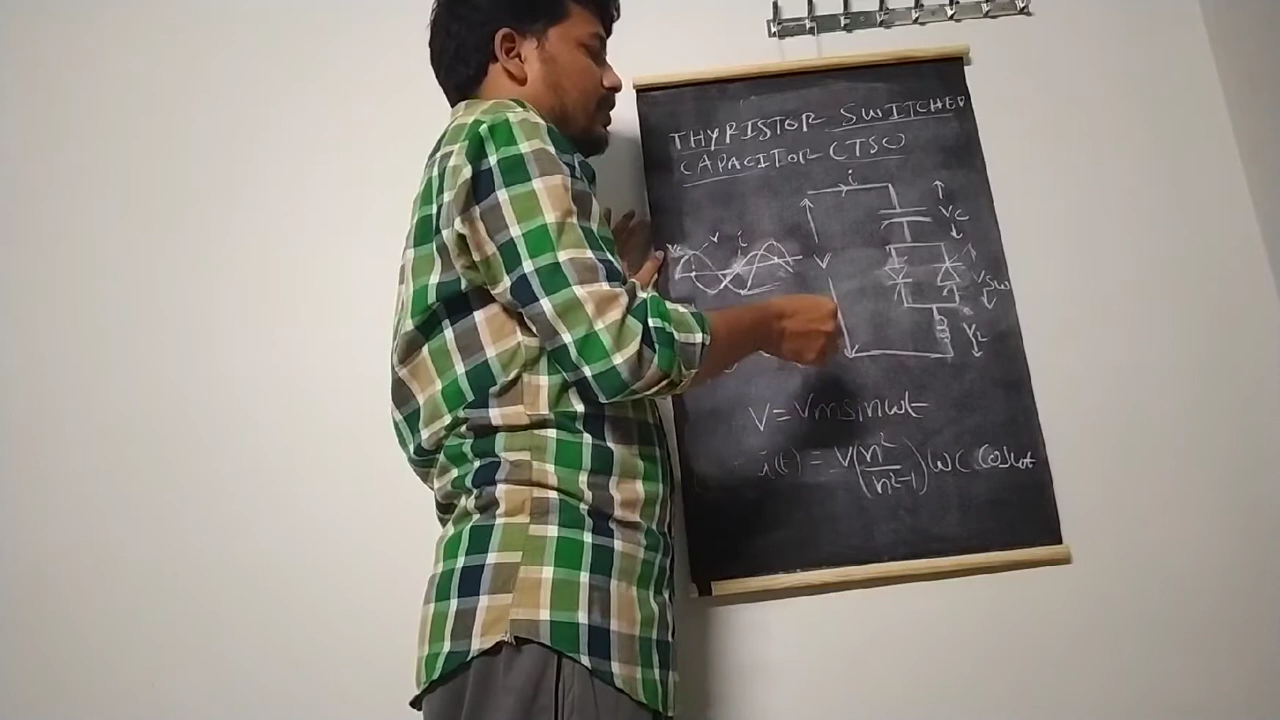 THYRISTOR SWITCHED
CAPACITOR (TSC)
i
Vc
V i
V
Vsw
VL
V = Vmsinωt
i(t) = V(n²/n²-1) ωC Cosωt